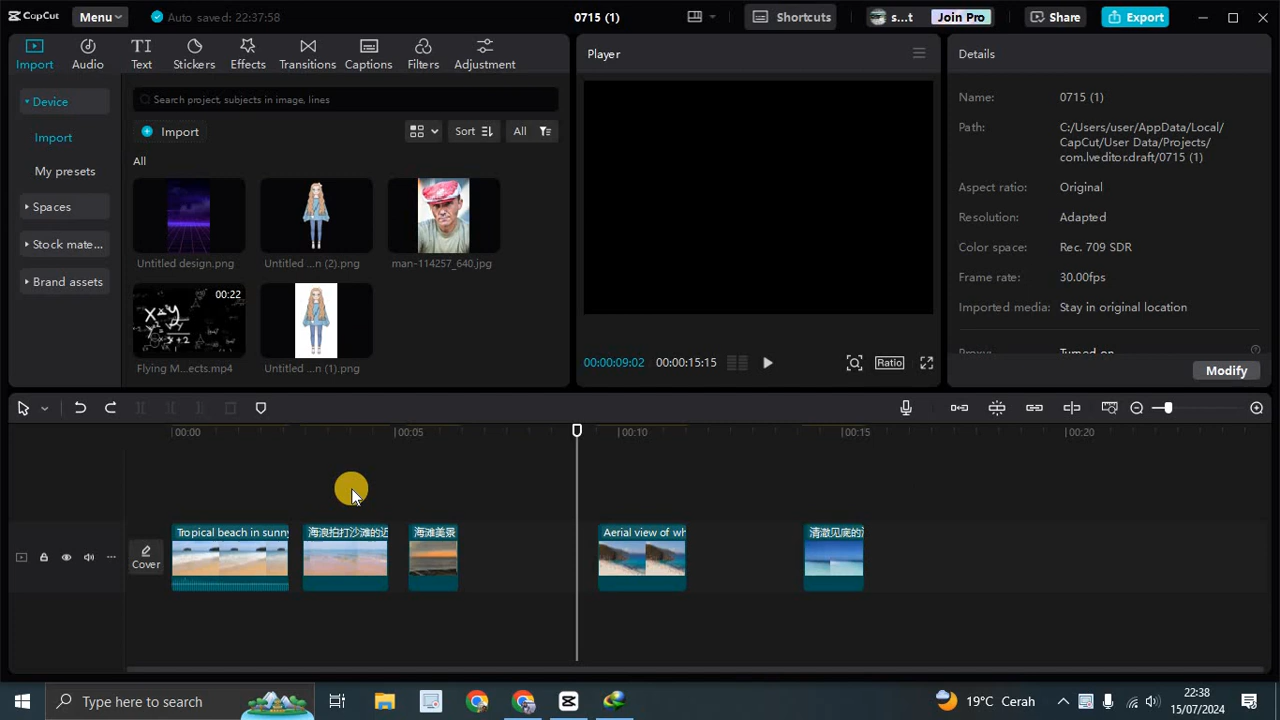 CapCut Menu Auto saved: 22:37:58 0715 (1) Shortcuts s...t Join Pro Share Export
Import Audio Text Stickers Effects Transitions Captions Filters Adjustment
Device
Import
My presets
Spaces
Stock mate...
Brand assets
Search project, subjects in image, lines
Import Sort All
All
Untitled design.png Untitled ...n (2).png man-114257_640.jpg
00:22
Flying M...ects.mp4 Untitled ...n (1).png
Player
00:00:09:02 00:00:15:15 Ratio
Details
Name: 0715 (1)
Path: C:/Users/user/AppData/Local/
CapCut/User Data/Projects/
com.lveditor.draft/0715 (1)
Aspect ratio: Original
Resolution: Adapted
Color space: Rec. 709 SDR
Frame rate: 30.00fps
Imported media: Stay in original location
Proxy: Turned on
Modify
00:00 00:05 00:10 00:15 00:20
Cover
Tropical beach in sunny 海浪拍打沙滩的近 海滩美景 Aerial view of wh 清澈见底的
Type here to search 19°C Cerah 22:38
15/07/2024